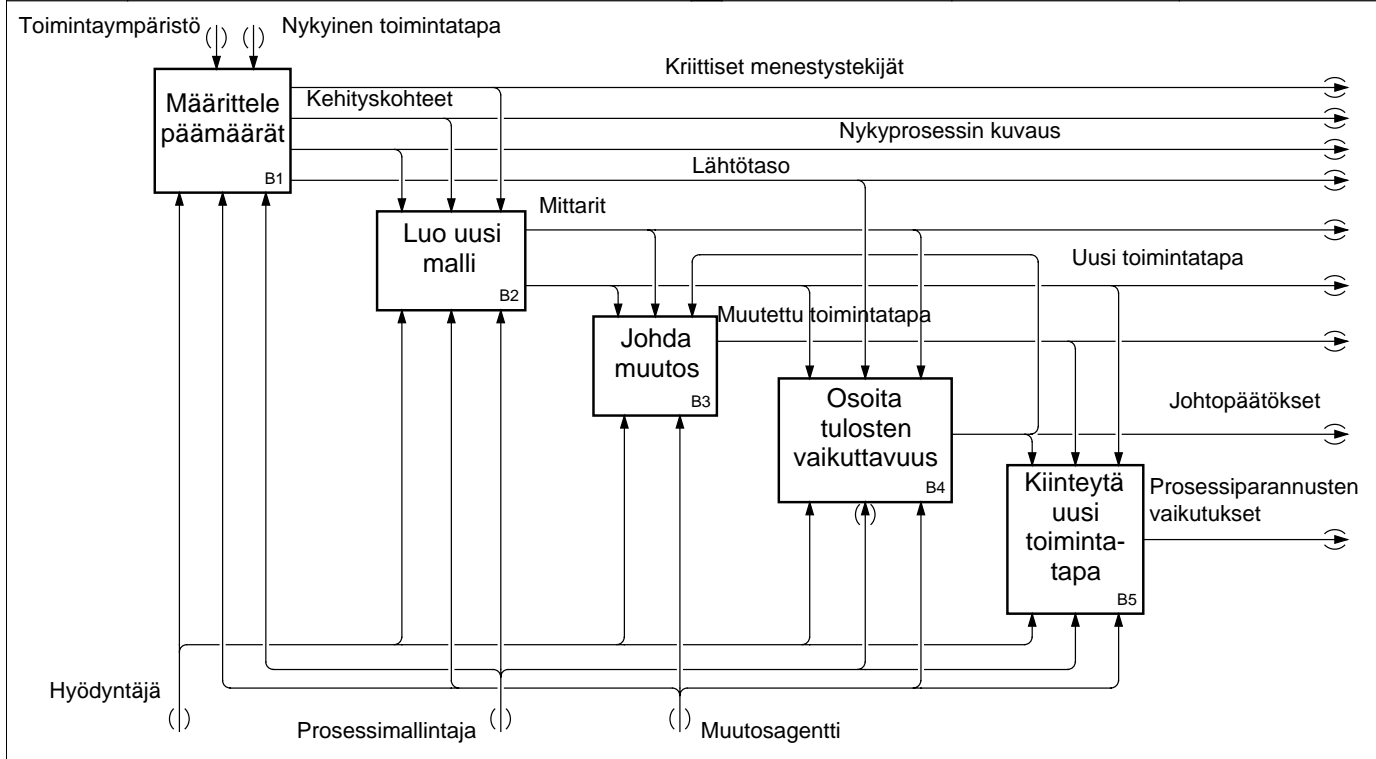 Toimintaympäristö
Nykyinen toimintatapa
Kriittiset menestystekijät
Määrittele
päämäärät
B1
Kehityskohteet
Nykyprosessin kuvaus
Lähtötaso
Mittarit
Luo uusi
malli
B2
Uusi toimintatapa
Muutettu toimintatapa
Johda
muutos
B3
Osoita
tulosten
vaikuttavuus
B4
Johtopäätökset
Kiinteytä
uusi
toiminta-
tapa
B5
Prosessiparannusten
vaikutukset
Hyödyntäjä
Prosessimallintaja
Muutosagentti